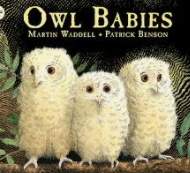 OWL BABIES
MARTIN WADDELL • PATRICK BENSON